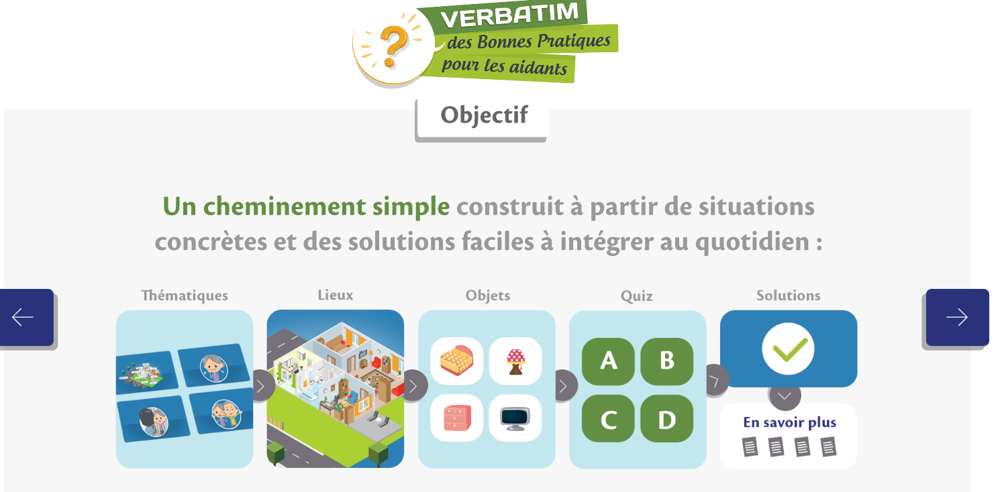 VERBATIM
des Bonnes Pratiques
pour les aidants
Objectif
Un cheminement simple construit à partir de situations
concrètes et des solutions faciles à intégrer au quotidien :
Thématiques
Lieux
Objets
Quiz
Solutions
A
B
C
D
En savoir plus